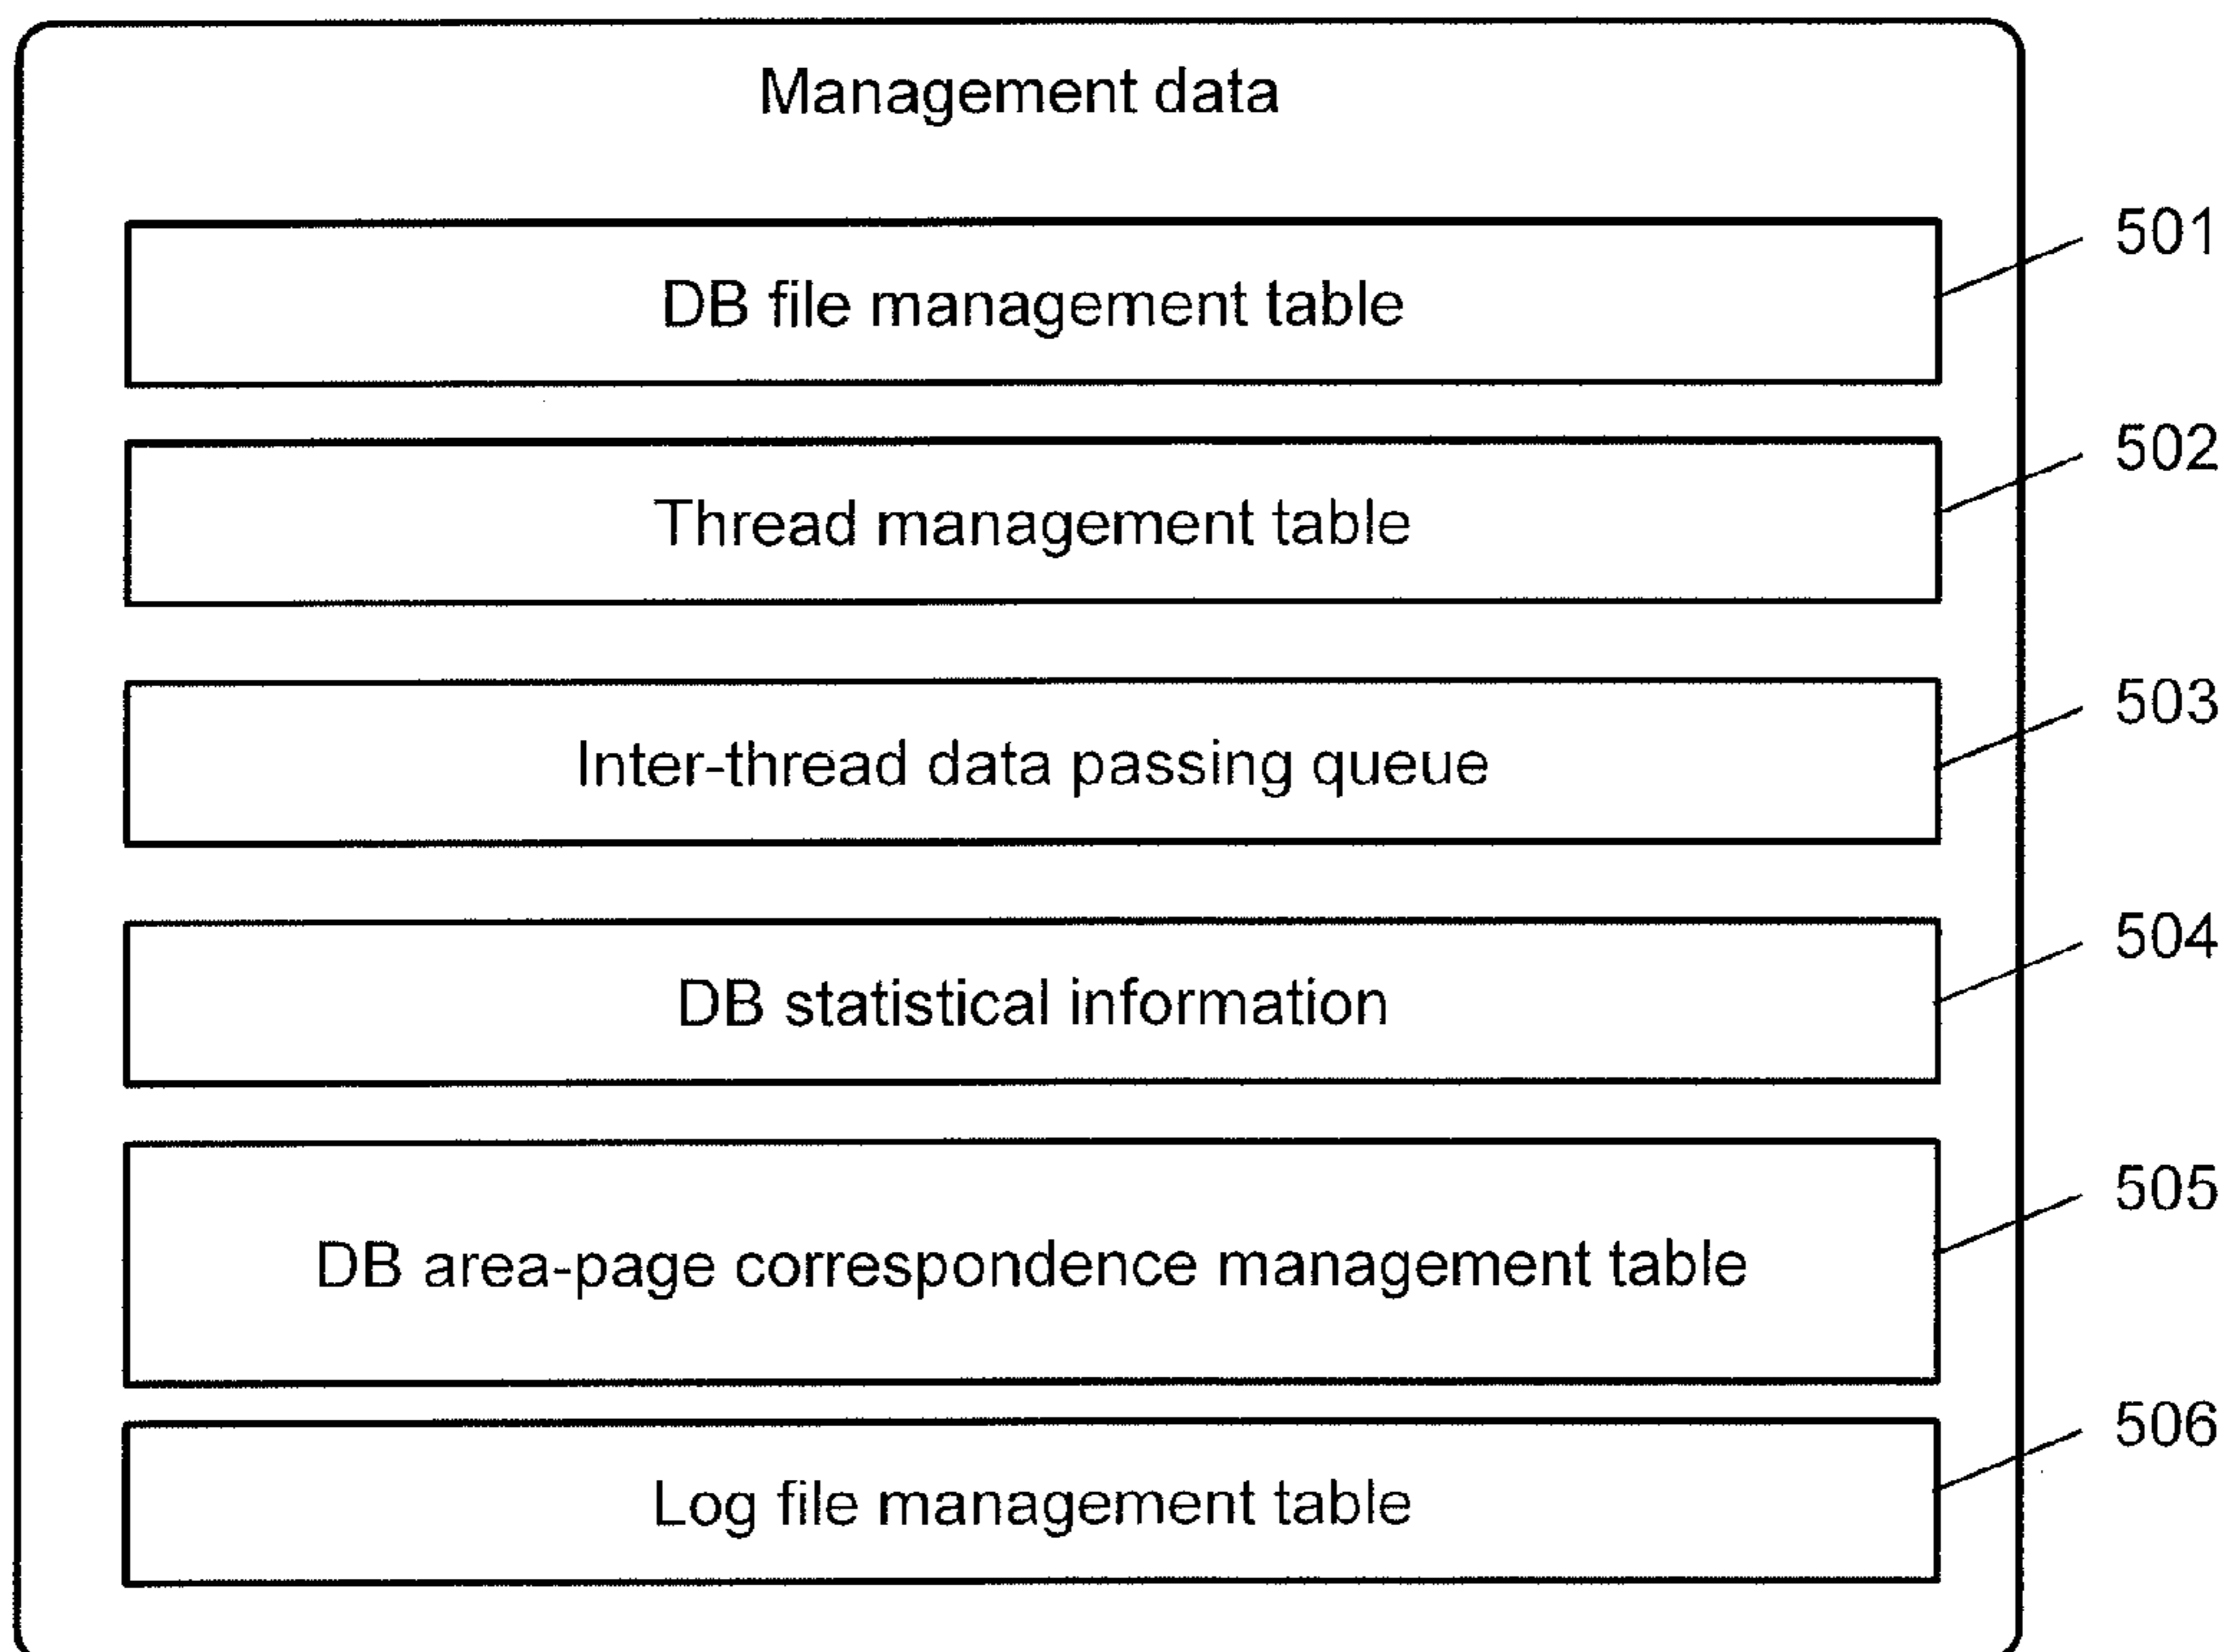 Management data
DB file management table
501
Thread management table
502
Inter-thread data passing queue
503
DB statistical information
504
DB area-page correspondence management table
505
Log file management table
506